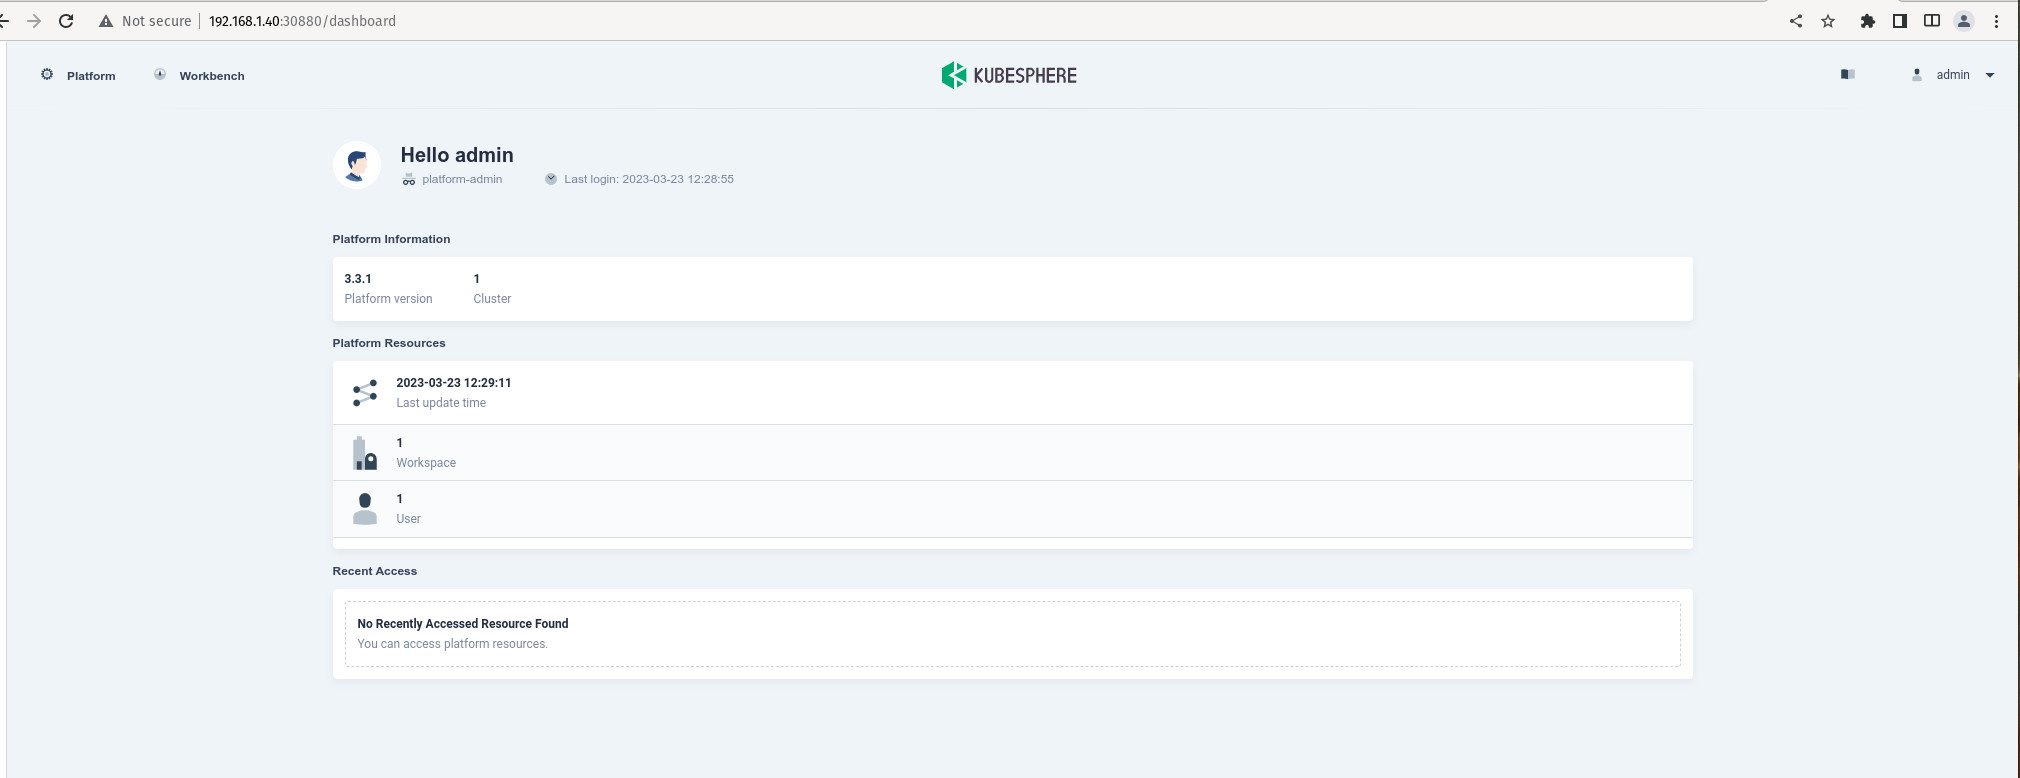 Not secure 192.168.1.40:30880/dashboard
Platform Workbench KUBESPHERE admin
Hello admin
platform-admin Last login: 2023-03-23 12:28:55
Platform Information
3.3.1 1
Platform version Cluster
Platform Resources
2023-03-23 12:29:11
Last update time
1
Workspace
1
User
Recent Access
No Recently Accessed Resource Found
You can access platform resources.